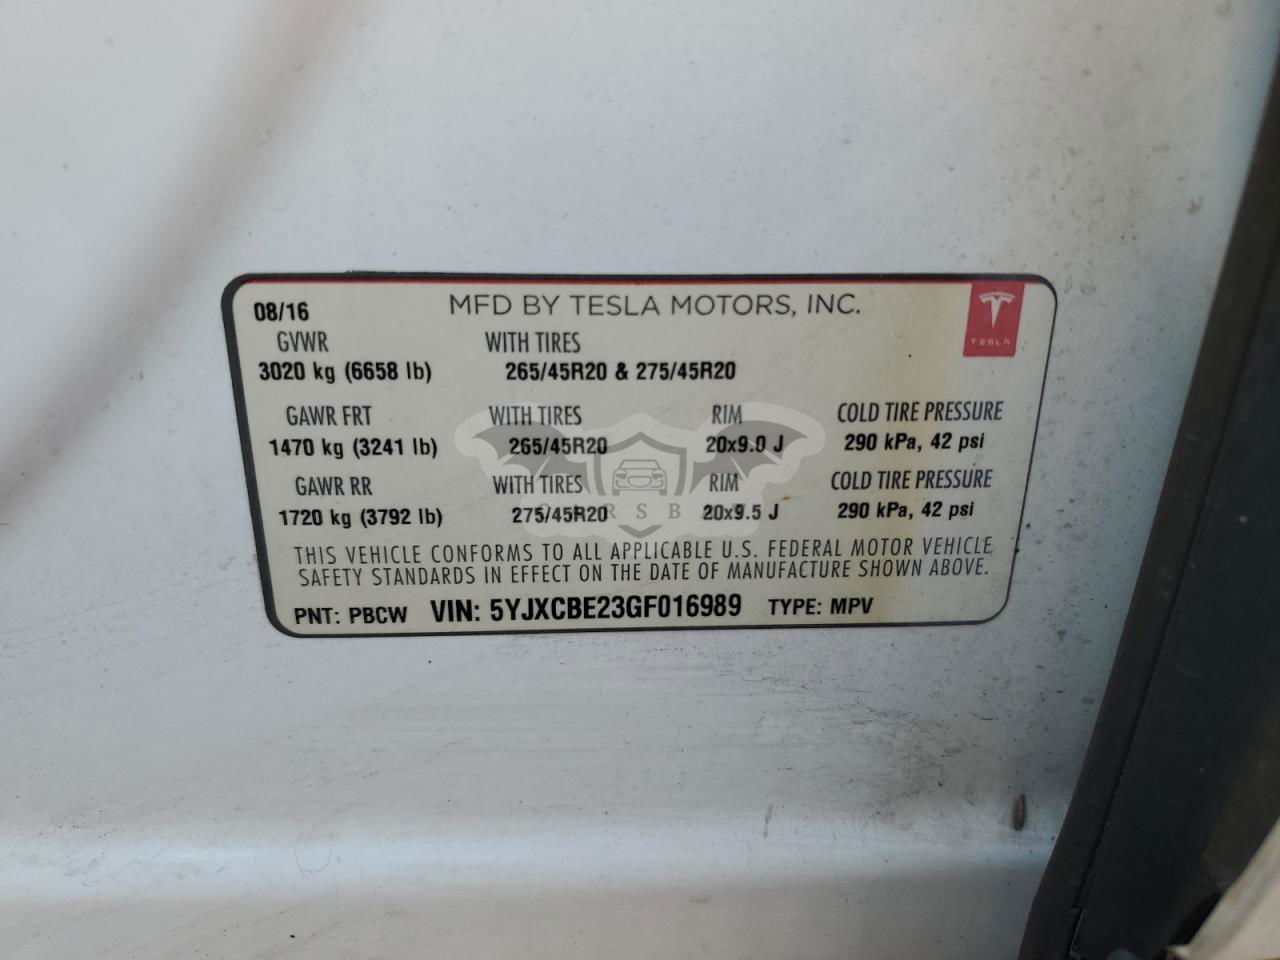 08/16 MFD BY TESLA MOTORS, INC.
TESLA
GVWR WITH TIRES
3020 kg (6658 lb) 265/45R20 & 275/45R20
GAWR FRT WITH TIRES RIM COLD TIRE PRESSURE
1470 kg (3241 lb) 265/45R20 20x9.0 J 290 kPa, 42 psi
GAWR RR WITH TIRES RIM COLD TIRE PRESSURE
1720 kg (3792 lb) 275/45R20 20x9.5 J 290 kPa, 42 psi
THIS VEHICLE CONFORMS TO ALL APPLICABLE U.S. FEDERAL MOTOR VEHICLE
SAFETY STANDARDS IN EFFECT ON THE DATE OF MANUFACTURE SHOWN ABOVE.
PNT: PBCW VIN: 5YJXCBE23GF016989 TYPE: MPV